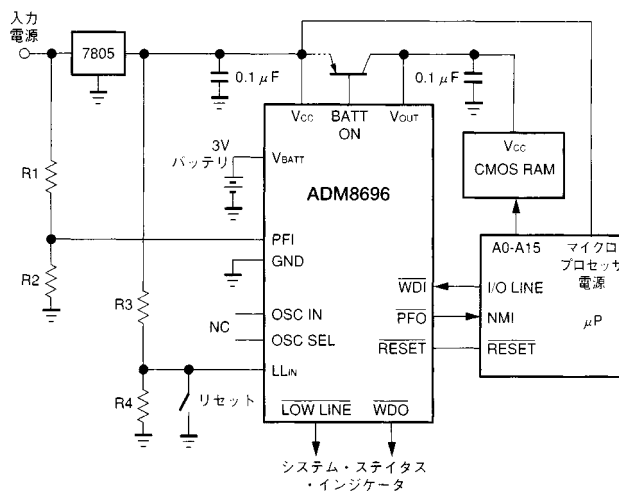 入力
電源
7805
0.1 μF
0.1 μF
VCC
BATT
ON
VOUT
3V
バッテリ
VBATT
ADM8696
VCC
CMOS RAM
R1
PFI
R2
GND
R3
NC
OSC IN
OSC SEL
LLIN
R4
リセット
WDI
PFO
RESET
A0-A15
マイクロ
プロセッサ
電源
I/O LINE
NMI
μP
RESET
LOW LINE
WDO
システム・ステイタス
・インジケータ